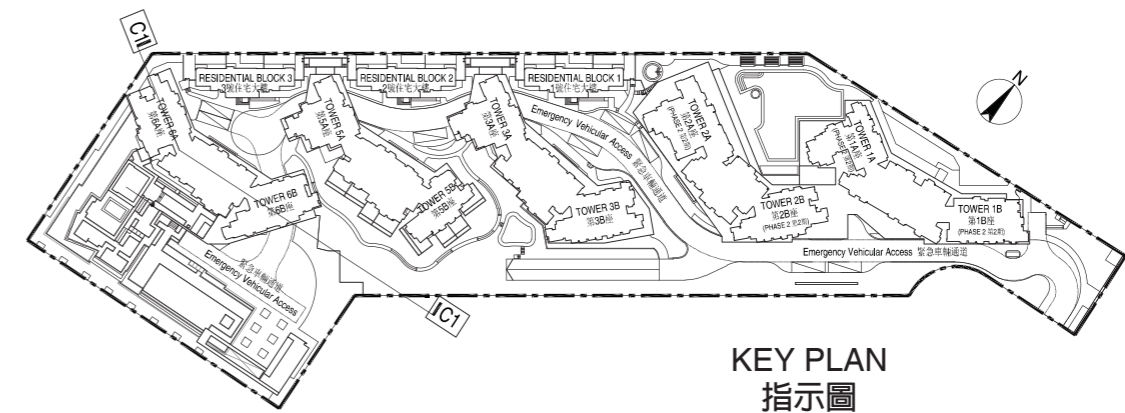 C1
RESIDENTIAL BLOCK 3
3號住宅大樓
RESIDENTIAL BLOCK 2
2號住宅大樓
RESIDENTIAL BLOCK 1
1號住宅大樓
N
TOWER 6A
第6A座
TOWER 5A
第5A座
TOWER 3A
第3A座
Emergency Vehicular Access 緊急車輛通道
TOWER 2A
第2A座
(PHASE 2 第2期)
TOWER 1A
第1A座
(PHASE 2 第2期)
TOWER 6B
第6B座
TOWER 5B
第5B座
TOWER 3B
第3B座
TOWER 2B
第2B座
(PHASE 2 第2期)
TOWER 1B
第1B座
(PHASE 2 第2期)
Emergency Vehicular Access 緊急車輛通道
緊急車輛通道
Emergency Vehicular Access
C1
KEY PLAN
指示圖